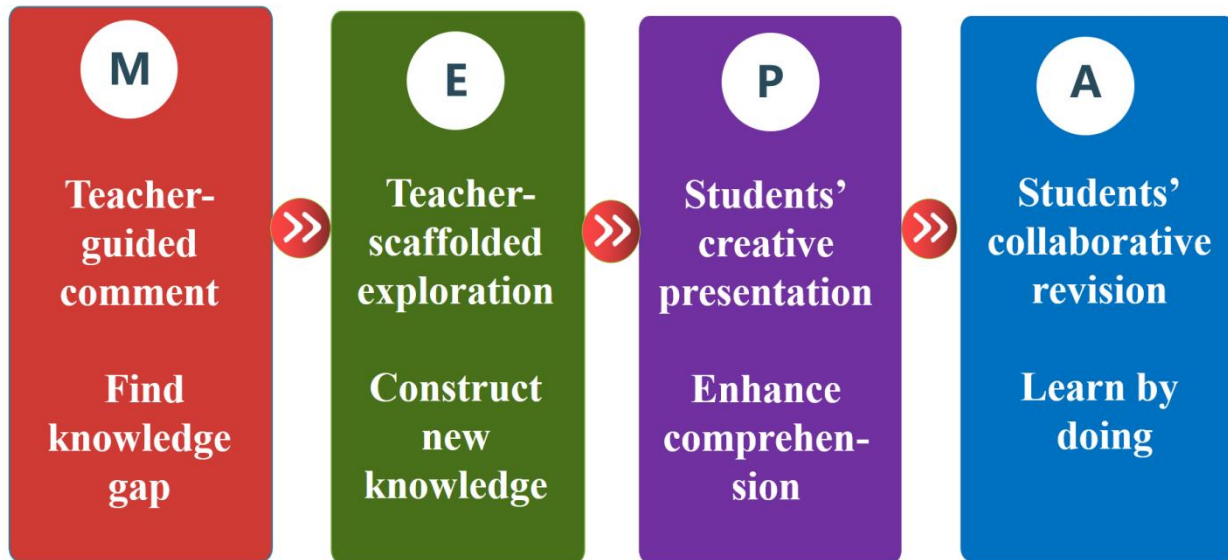 M
Teacher-
guided
comment
Find
knowledge
gap
E
Teacher-
scaffolded
exploration
Construct
new
knowledge
P
Students’
creative
presentation
Enhance
comprehen-
sion
A
Students’
collaborative
revision
Learn by
doing